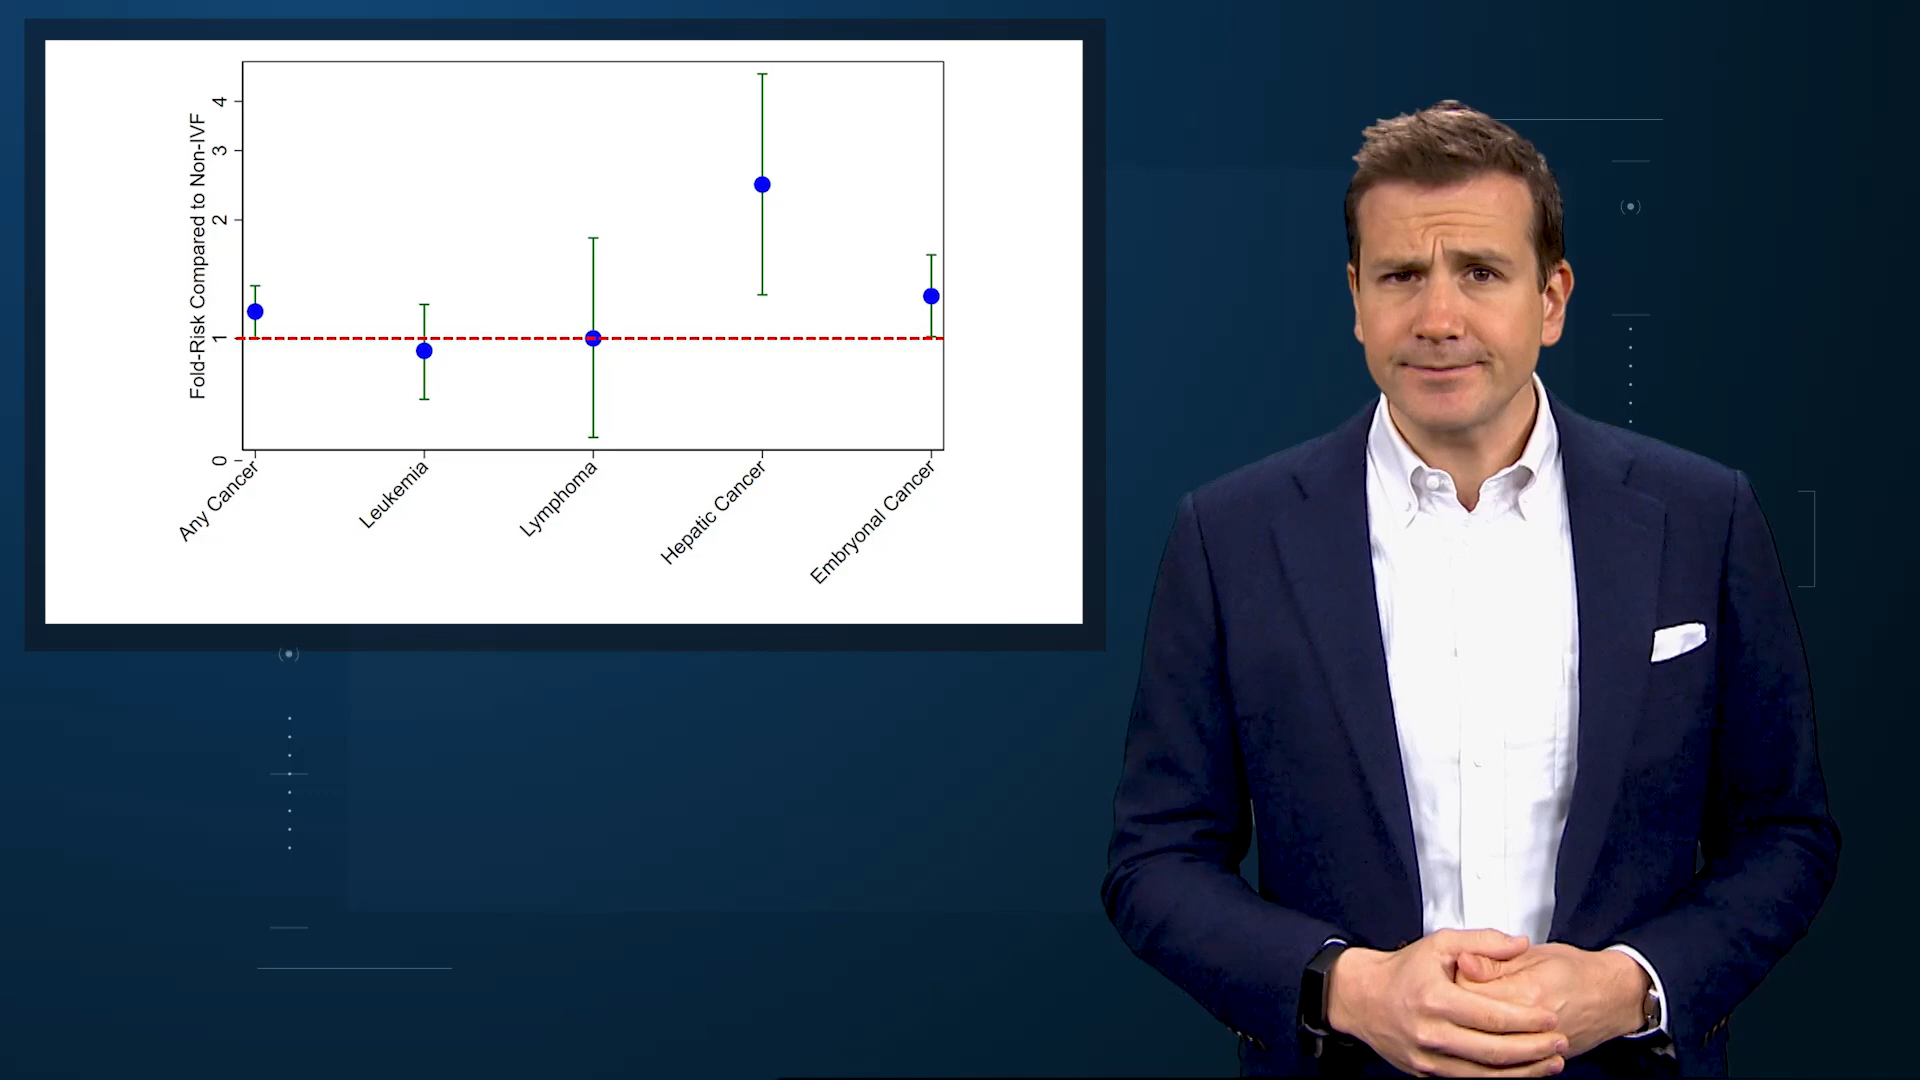 Fold-Risk Compared to Non-IVF
4
3
2
1
0
Any Cancer
Leukemia
Lymphoma
Hepatic Cancer
Embryonal Cancer